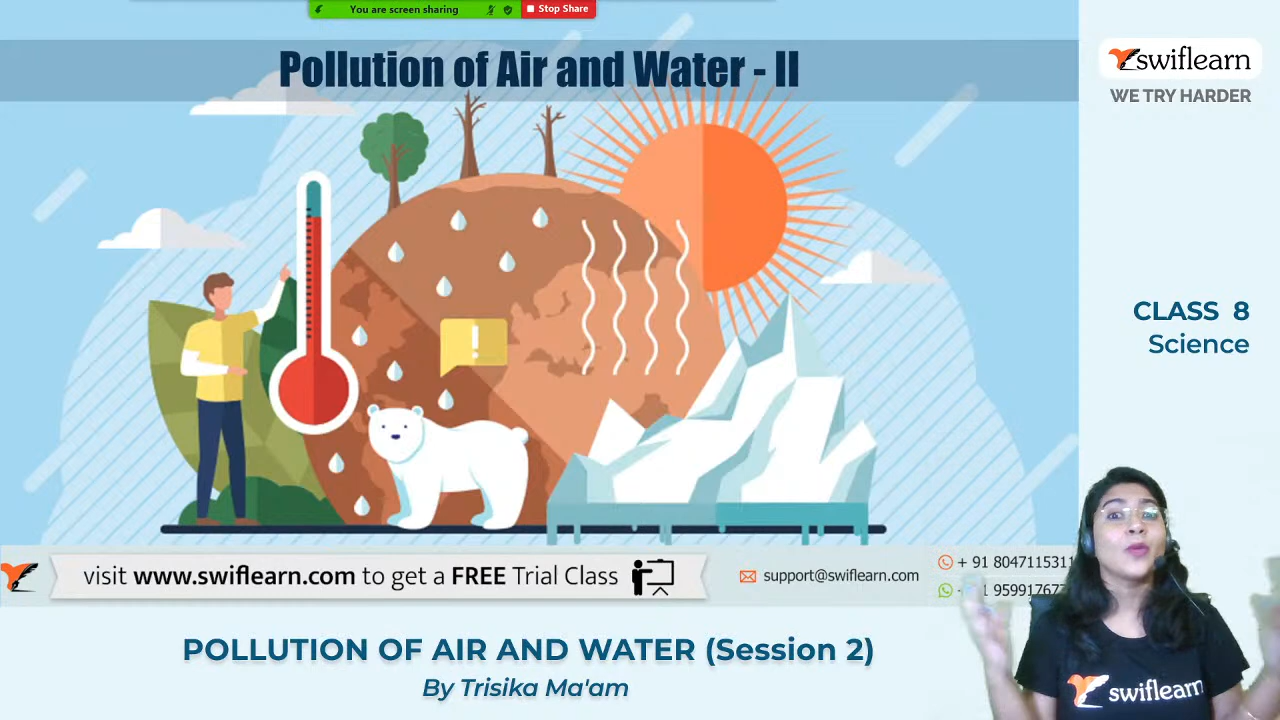 You are screen sharing
Stop Share
Pollution of Air and Water - II
swiflearn
WE TRY HARDER
CLASS 8
Science
!
visit www.swiflearn.com to get a FREE Trial Class
support@swiflearn.com
+ 91 8047115311
POLLUTION OF AIR AND WATER (Session 2)
By Trisika Ma'am
swiflearn